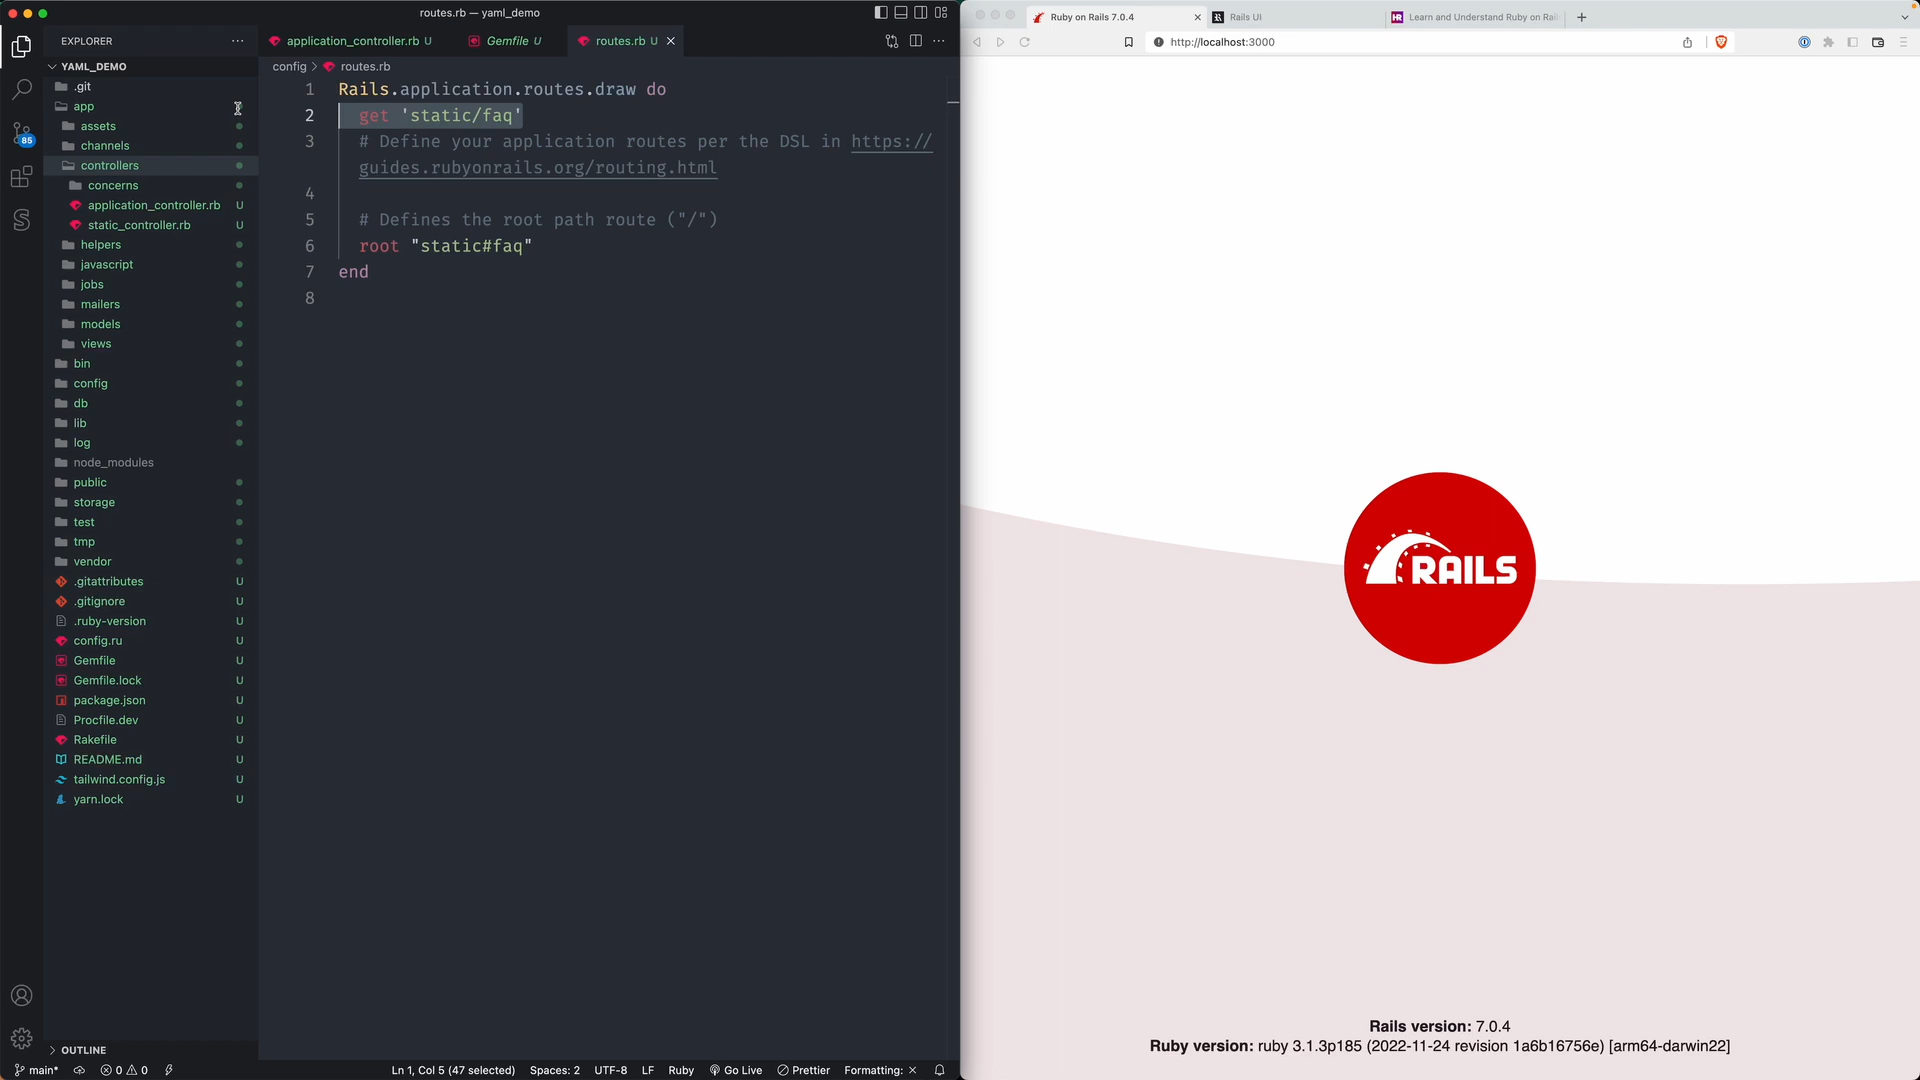 routes.rb — yaml_demo
EXPLORER
YAML_DEMO
.git
app
assets
channels
controllers
concerns
application_controller.rb U
static_controller.rb U
helpers
javascript
jobs
mailers
models
views
bin
config
db
lib
log
node_modules
public
storage
test
tmp
vendor
.gitattributes U
.gitignore U
.ruby-version U
config.ru U
Gemfile U
Gemfile.lock U
package.json U
Procfile.dev U
Rakefile U
README.md U
tailwind.config.js U
yarn.lock U
OUTLINE
85
application_controller.rb U
Gemfile U
routes.rb U
config > routes.rb
1 Rails.application.routes.draw do
2 get 'static/faq'
3 # Define your application routes per the DSL in https://
guides.rubyonrails.org/routing.html
4
5 # Defines the root path route ("/")
6 root "static#faq"
7 end
8
main* 0 0 Ln 1, Col 5 (47 selected) Spaces: 2 UTF-8 LF Ruby Go Live Prettier Formatting: ×
Ruby on Rails 7.0.4
Rails UI
HR Learn and Understand Ruby on Rai
http://localhost:3000
RAILS
Rails version: 7.0.4
Ruby version: ruby 3.1.3p185 (2022-11-24 revision 1a6b16756e) [arm64-darwin22]